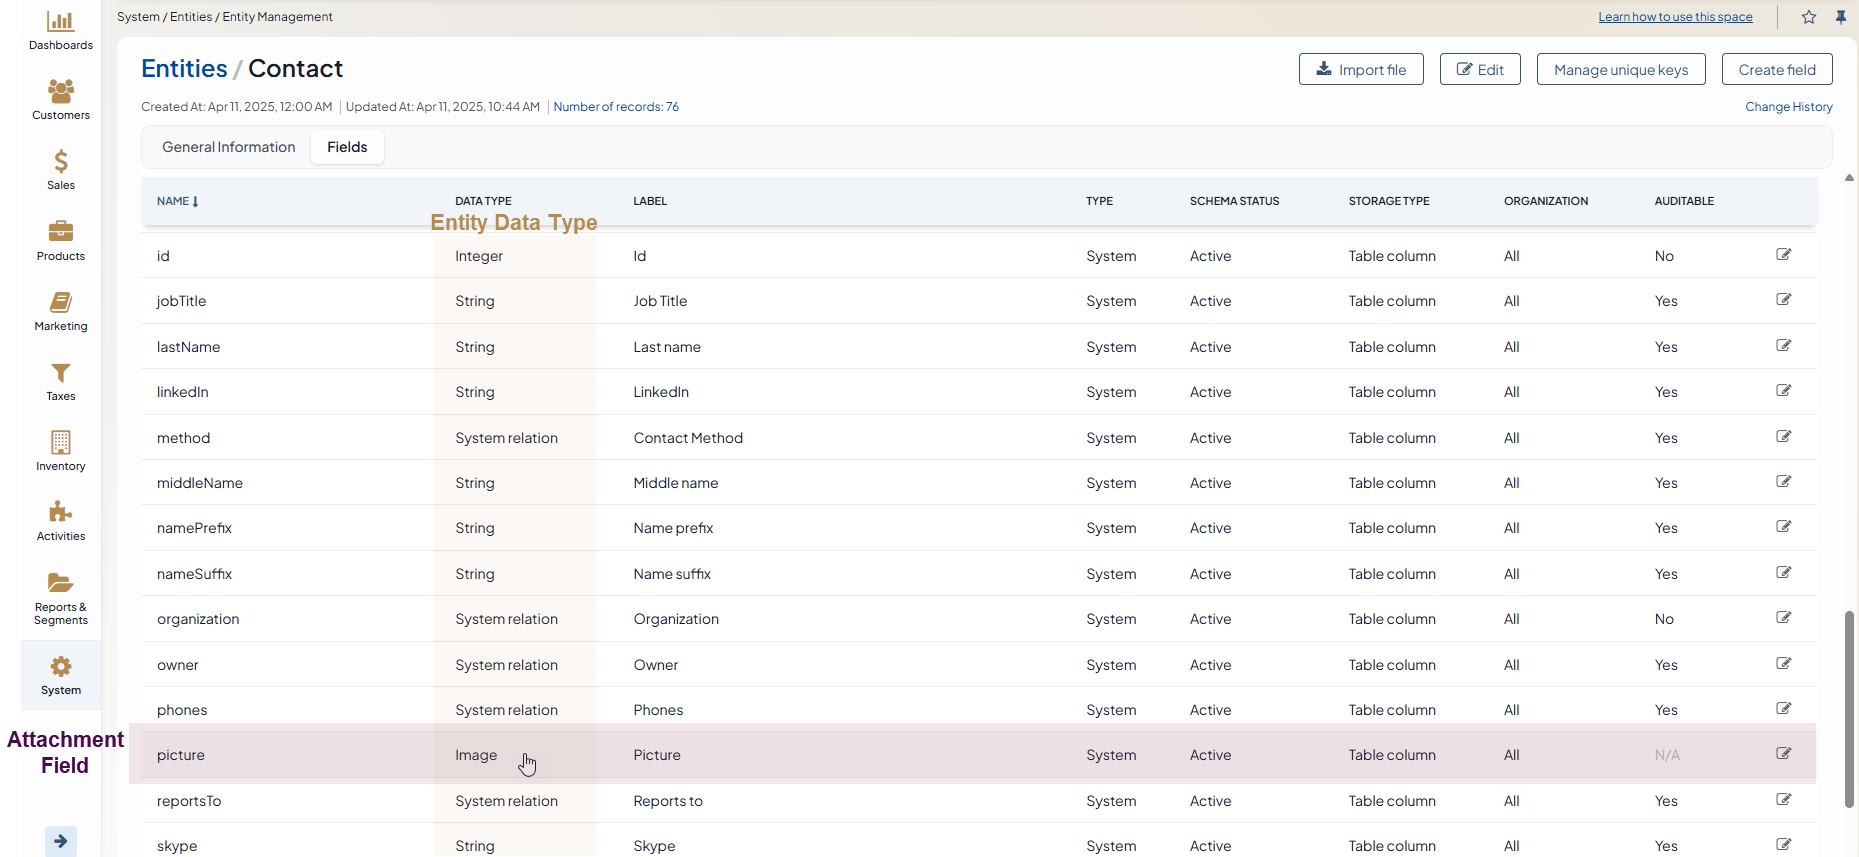 System / Entities / Entity Management
Learn how to use this space
Dashboards
Customers
Sales
Products
Marketing
Taxes
Inventory
Activities
Reports &
Segments
System
Attachment
Field
Entities / Contact
Import file
Edit
Manage unique keys
Create field
Created At: Apr 11, 2025, 12:00 AM | Updated At: Apr 11, 2025, 10:44 AM | Number of records: 76
Change History
General Information
Fields
NAME DATA TYPE LABEL TYPE SCHEMA STATUS STORAGE TYPE ORGANIZATION AUDITABLE
Entity Data Type
id Integer Id System Active Table column All No
jobTitle String Job Title System Active Table column All Yes
lastName String Last name System Active Table column All Yes
linkedIn String LinkedIn System Active Table column All Yes
method System relation Contact Method System Active Table column All Yes
middleName String Middle name System Active Table column All Yes
namePrefix String Name prefix System Active Table column All Yes
nameSuffix String Name suffix System Active Table column All Yes
organization System relation Organization System Active Table column All No
owner System relation Owner System Active Table column All Yes
phones System relation Phones System Active Table column All Yes
picture Image Picture System Active Table column All N/A
reportsTo System relation Reports to System Active Table column All Yes
skype String Skype System Active Table column All Yes